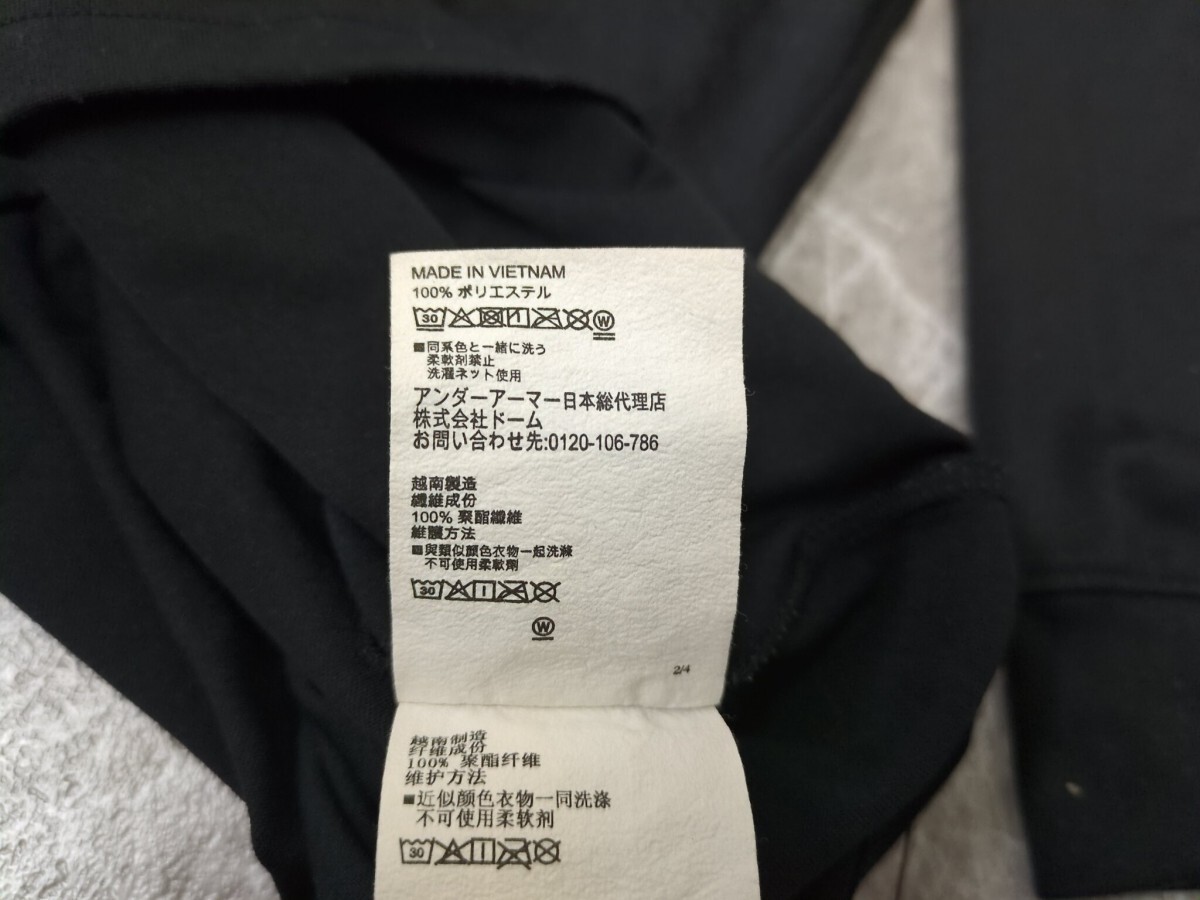 MADE IN VIETNAM
100% ポリエステル
30 W
■同系色と一緒に洗う
柔軟剤禁止
洗濯ネット使用
アンダーアーマー日本総代理店
株式会社ドーム
お問い合わせ先:0120-106-786
越南製造
纖維成份
100% 聚酯纖維
維護方法
■與類似顏色衣物一起洗滌
不可使用柔軟劑
30
W
2/4
越南制造
纤维成份
100% 聚酯纤维
维护方法
■近似颜色衣物一同洗涤
不可使用柔软剂
30